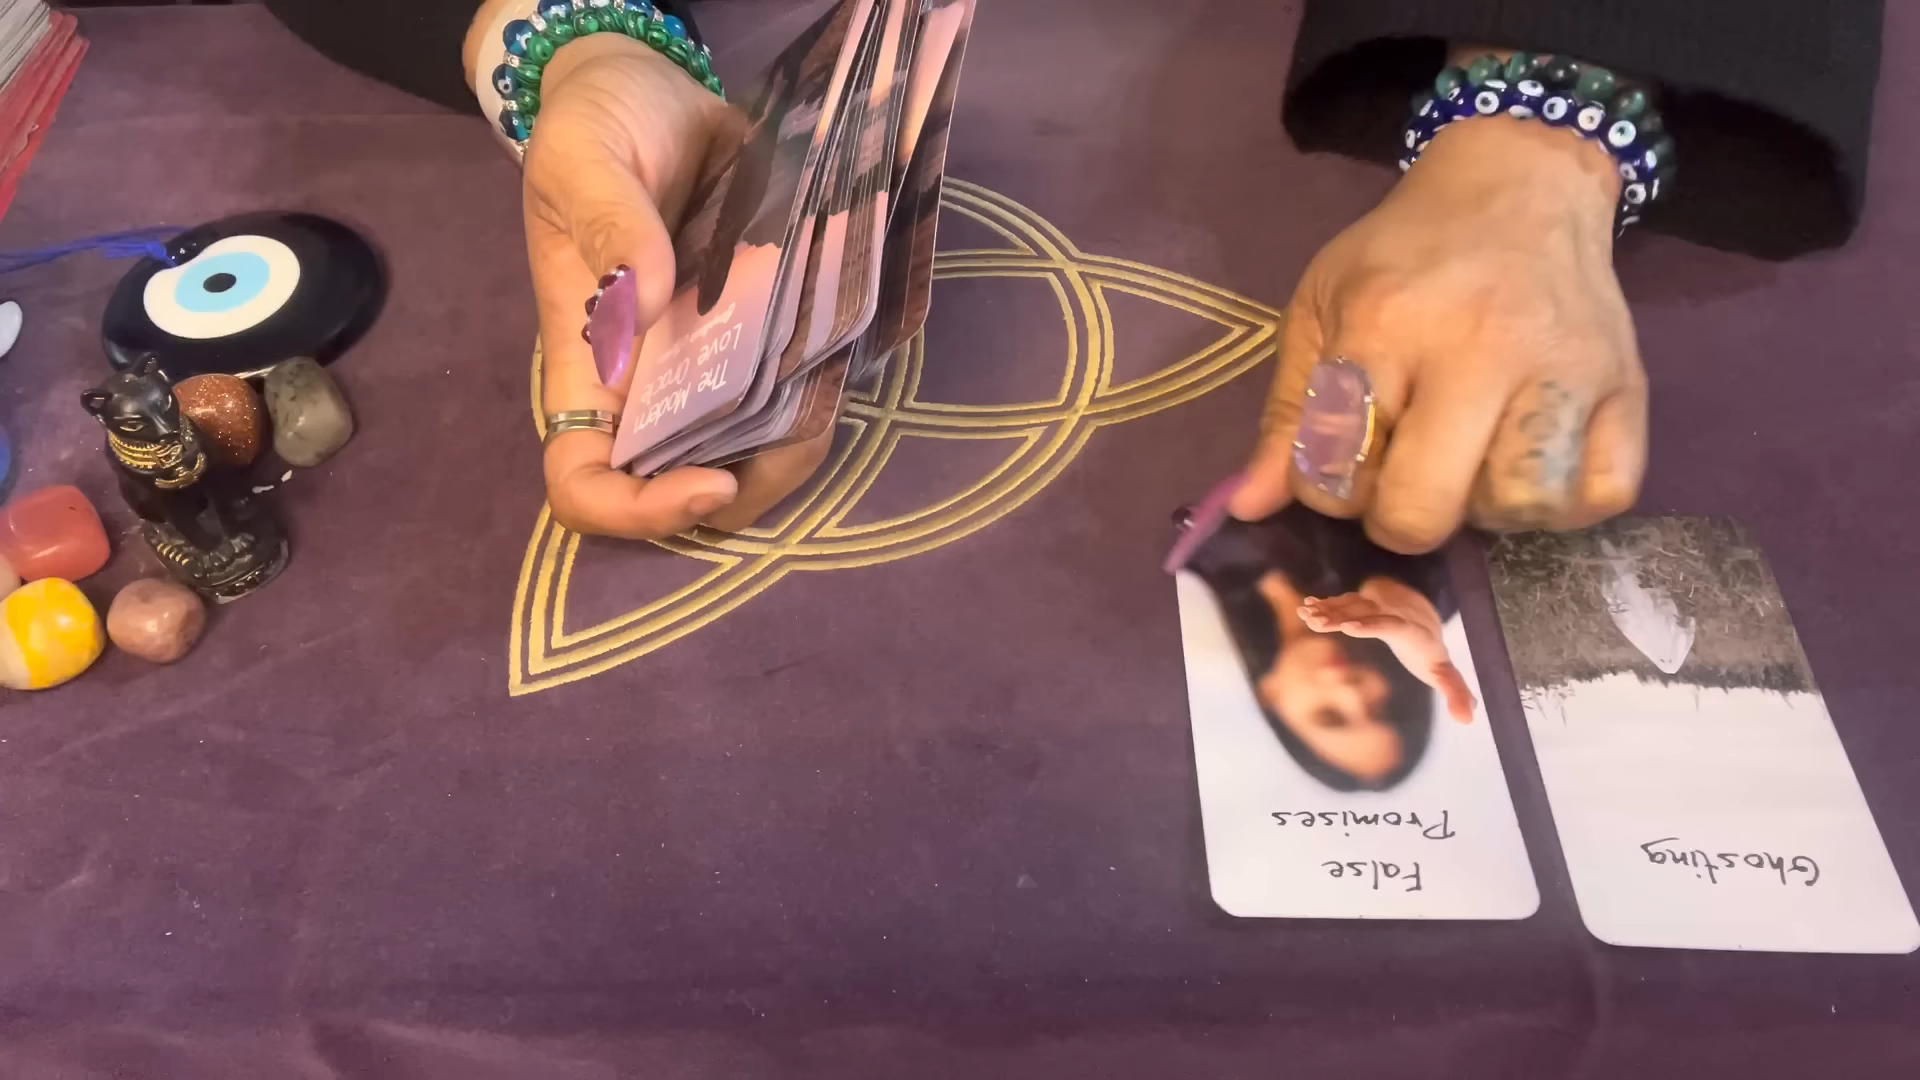 The Modern
Love Oracle
False
Promises
Ghosting